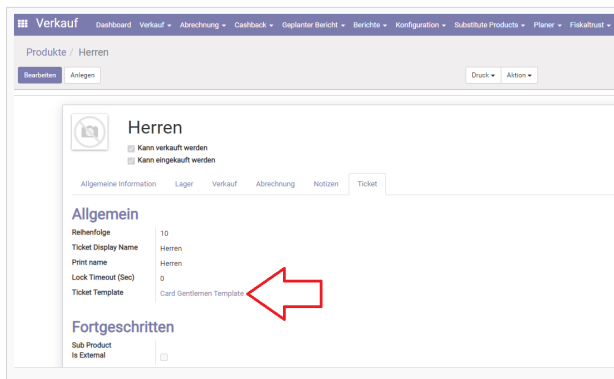 Verkauf Dashboard Verkauf Abrechnung Cashback Geplanter Bericht Berichte Konfiguration Substitute Products Planer Fiskaltrust
Produkte / Herren
Bearbeiten Anlegen Druck Aktion
Herren
Kann verkauft werden
Kann eingekauft werden
Allgemeine Information Lager Verkauf Abrechnung Notizen Ticket
Allgemein
Reihenfolge 10
Ticket Display Name Herren
Print name Herren
Lock Timeout (Sec) 0
Ticket Template Card Gentlemen Template
Fortgeschritten
Sub Product
Is External